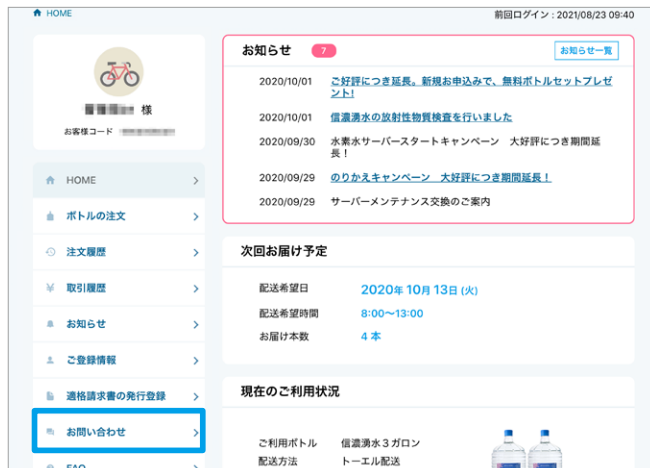 HOME
前回ログイン : 2021/08/23 09:40
様
お客様コード
HOME
ボトルの注文
注文履歴
取引履歴
お知らせ
ご登録情報
適格請求書の発行登録
お問い合わせ
FAQ
お知らせ 7
お知らせ一覧
2020/10/01 ご好評につき延長。新規お申込みで、無料ボトルセットプレゼ
ント!
2020/10/01 信濃湧水の放射性物質検査を行いました
2020/09/30 水素水サーバースタートキャンペーン 大好評につき期間延
長！
2020/09/29 のりかえキャンペーン 大好評につき期間延長！
2020/09/29 サーバーメンテナンス交換のご案内
次回お届け予定
配送希望日 2020年 10月 13日 (火)
配送希望時間 8:00〜13:00
お届け本数 4 本
現在のご利用状況
ご利用ボトル 信濃湧水３ガロン
配送方法 トーエル配送